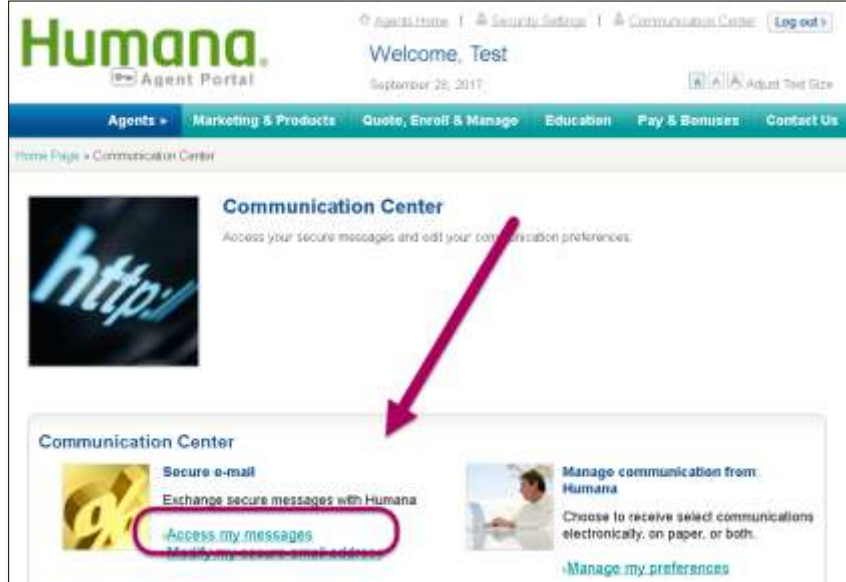 Humana.
Agent Portal
Agents Home | Security Settings | Communication Center Log out »
Welcome, Test
September 28, 2017
A A A Adjust Text Size
Agents » Marketing & Products Quote, Enroll & Manage Education Pay & Bonuses Contact Us
Home Page » Communication Center
http:/
Communication Center
Access your secure messages and edit your communication preferences.
Communication Center
%
Secure e-mail
Exchange secure messages with Humana
›Access my messages
›Modify my secure email address
Manage communication from
Humana
Choose to receive select communications
electronically, on paper, or both.
›Manage my preferences